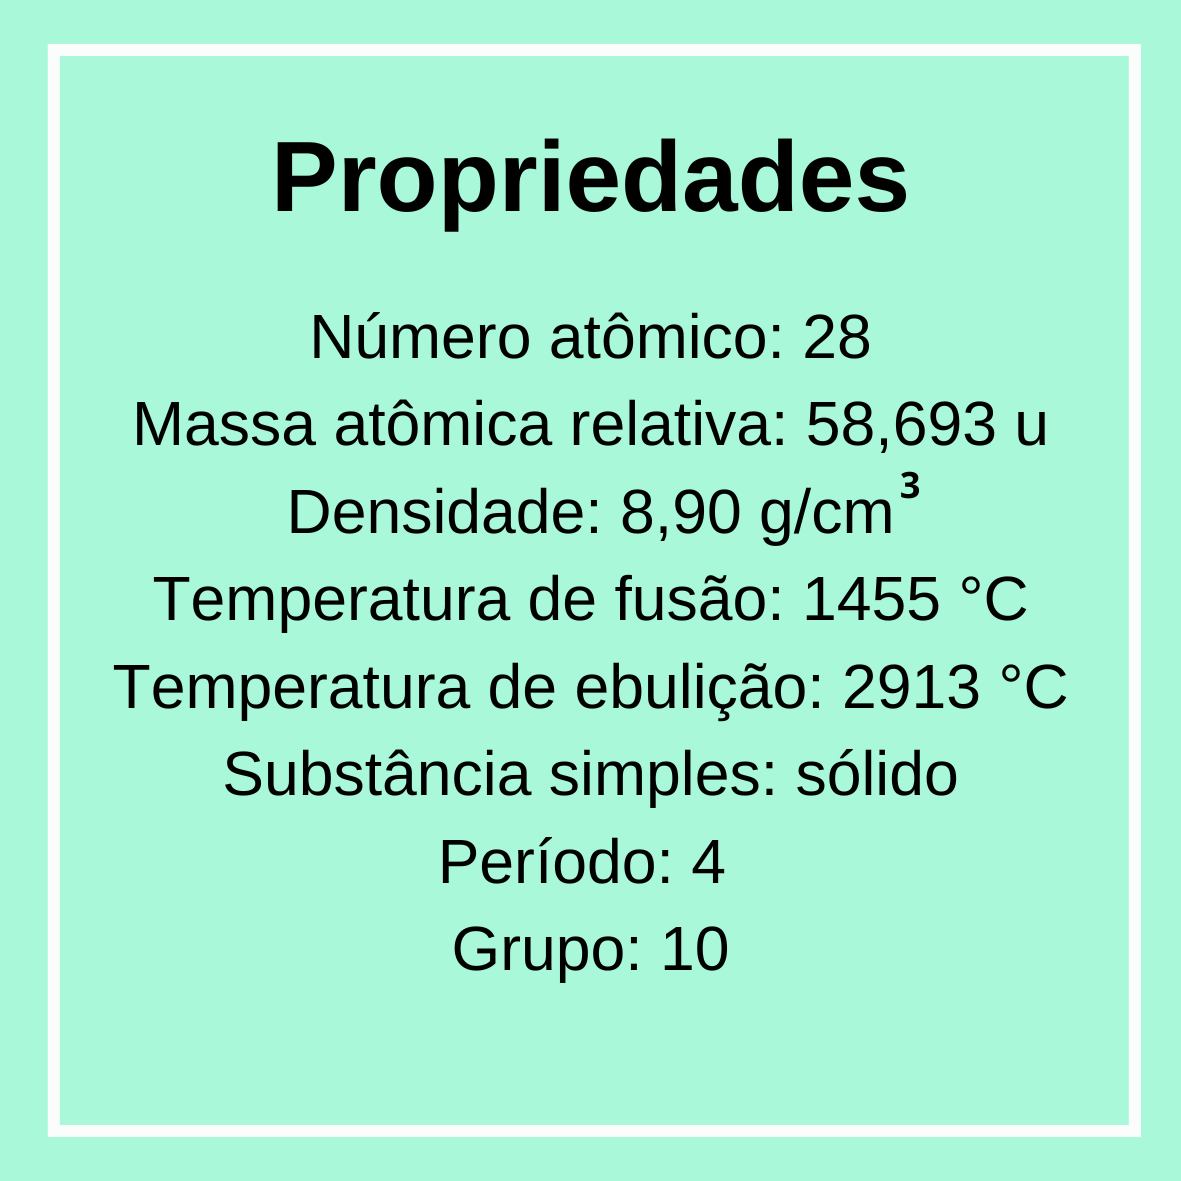 Propriedades
Número atômico: 28
Massa atômica relativa: 58,693 u
Densidade: 8,90 g/cm³
Temperatura de fusão: 1455 °C
Temperatura de ebulição: 2913 °C
Substância simples: sólido
Período: 4
Grupo: 10